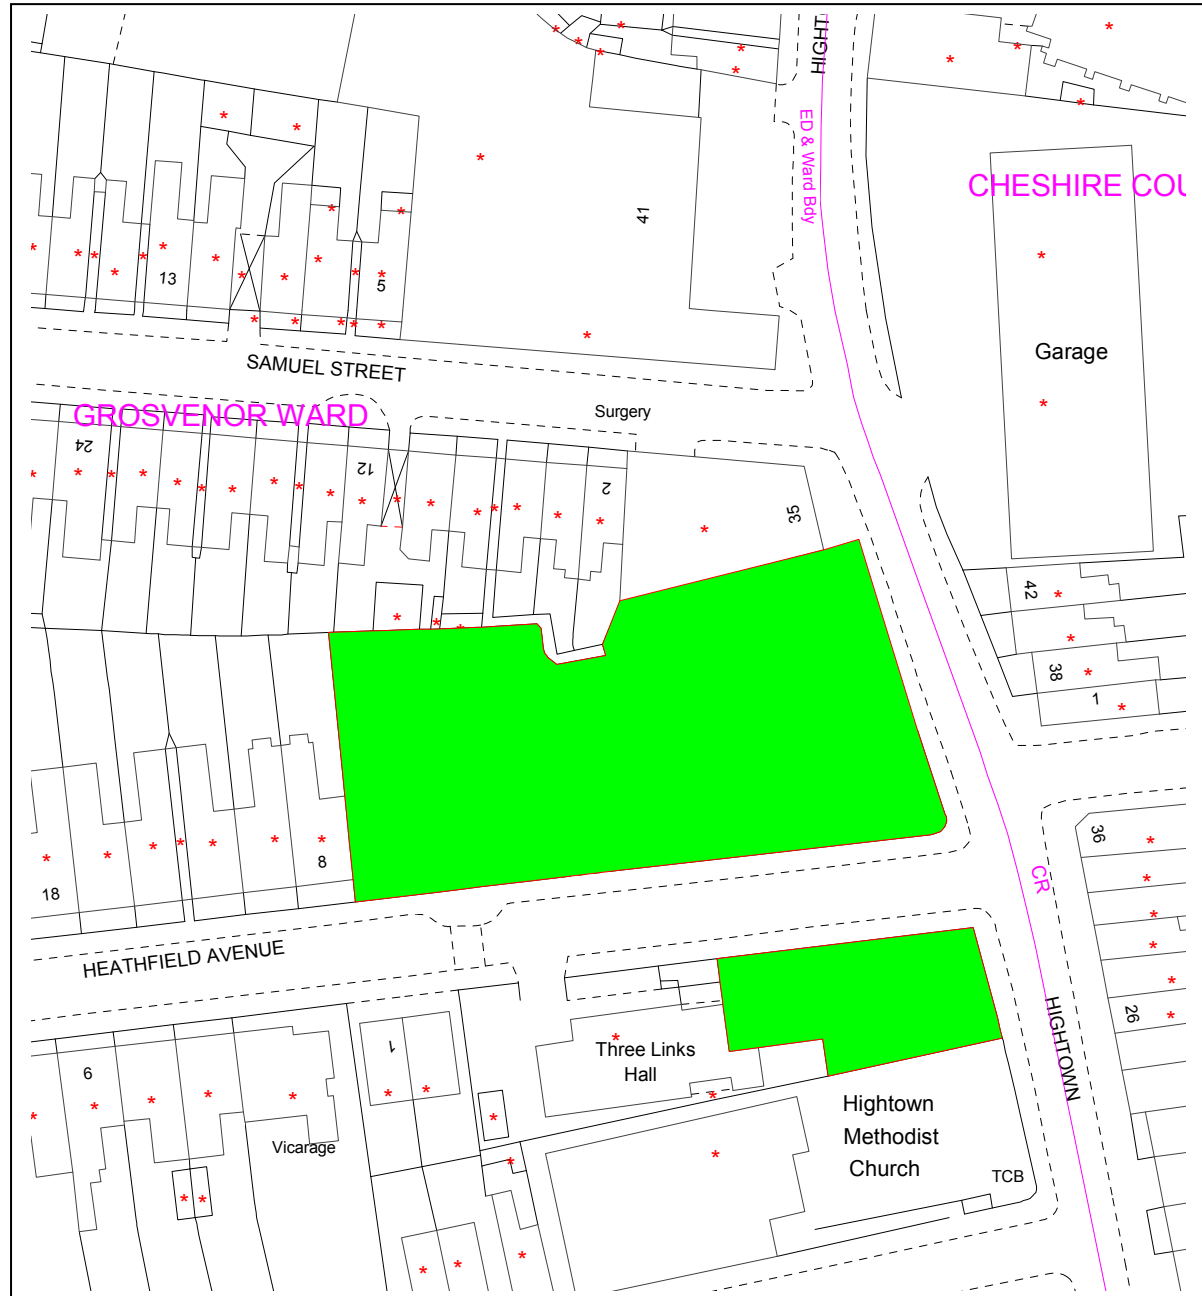 HIGHT
ED & Ward Bdy
CHESHIRE COU
41
13
5
Garage
SAMUEL STREET
GROSVENOR WARD
Surgery
24
12
2
35
42
38
1
36
8
18
CR
HEATHFIELD AVENUE
HIGHTOWN
26
1
Three Links
Hall
9
Hightown
Methodist
Church
Vicarage
TCB